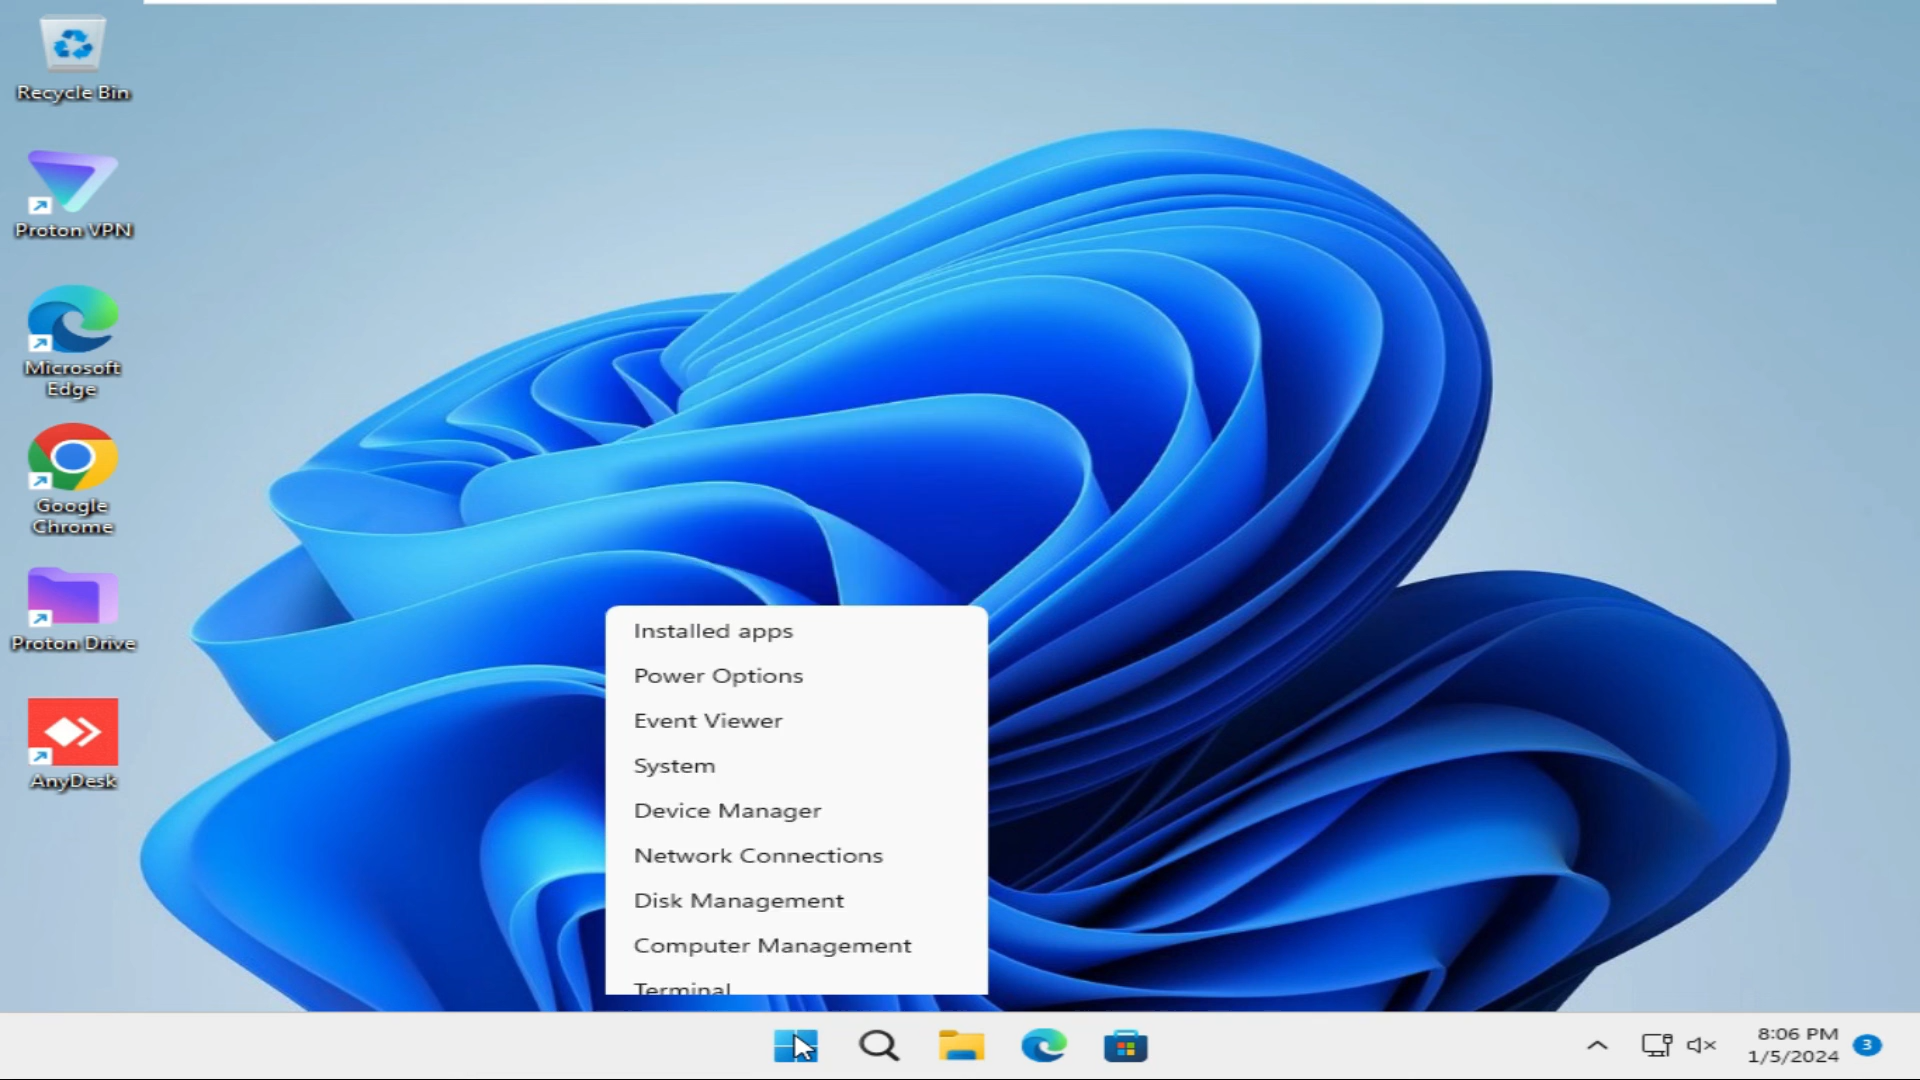 Recycle Bin
Proton VPN
Microsoft
Edge
Google
Chrome
Proton Drive
AnyDesk
Installed apps
Power Options
Event Viewer
System
Device Manager
Network Connections
Disk Management
Computer Management
Terminal
8:06 PM
1/5/2024
3